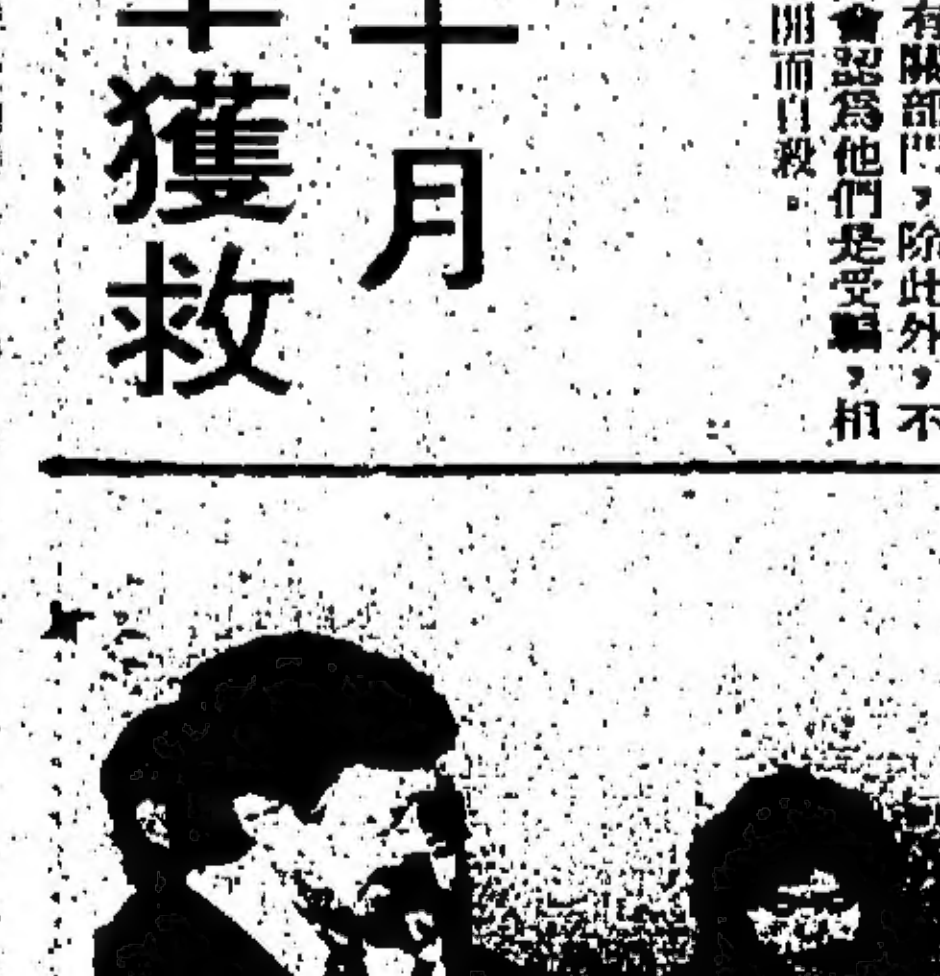 有關部門，除此外，不
會認爲他們是受騙，相
開而自殺。
十月
獲救